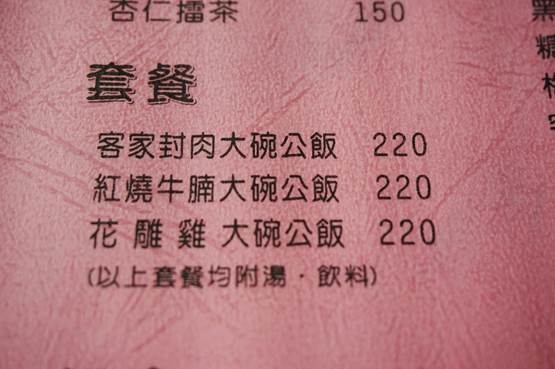 杏仁擂茶 150
套餐
客家封肉大碗公飯 220
紅燒牛腩大碗公飯 220
花雕雞大碗公飯 220
(以上套餐均附湯·飲料)
黑
糖